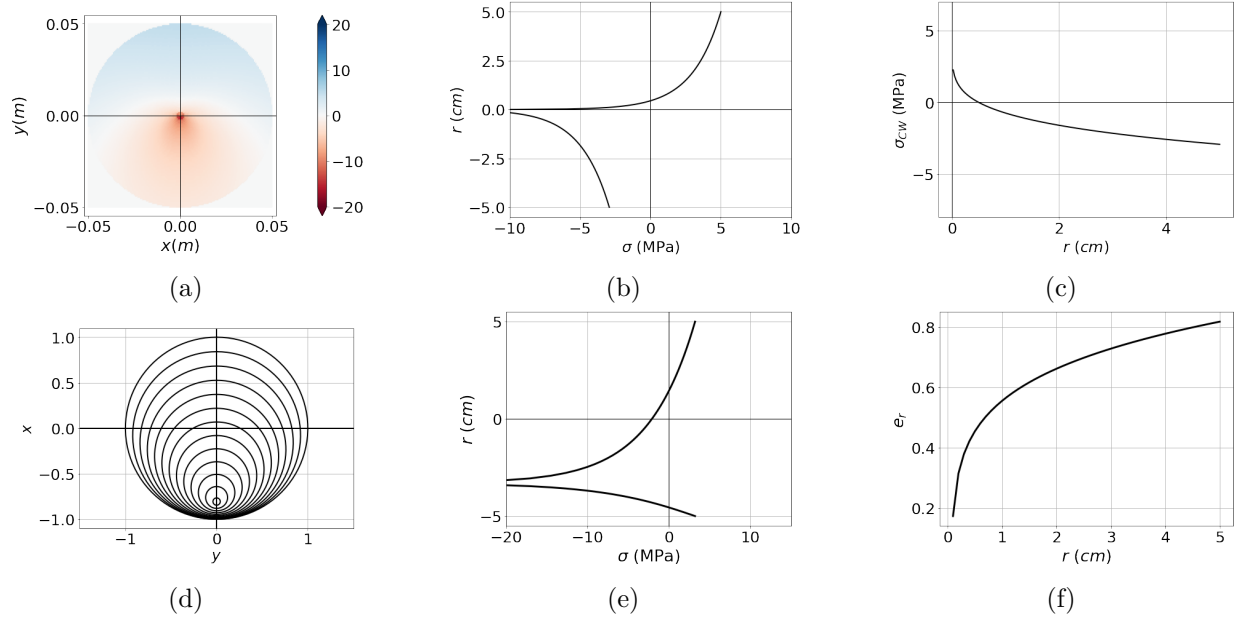 0.05
0.00
−0.05
y(m)
−0.05
0.00
0.05
x(m)
20
10
0
−10
−20
(a)
5.0
2.5
0.0
−2.5
−5.0
r (cm)
−10
−5
0
5
10
σ (MPa)
(b)
5
0
−5
σCW (MPa)
0
2
4
r (cm)
(c)
1.0
0.5
0.0
−0.5
−1.0
x
−1
0
1
y
(d)
5
0
−5
r (cm)
−20
−10
0
10
σ (MPa)
(e)
0.8
0.6
0.4
0.2
er
0
1
2
3
4
5
r (cm)
(f)